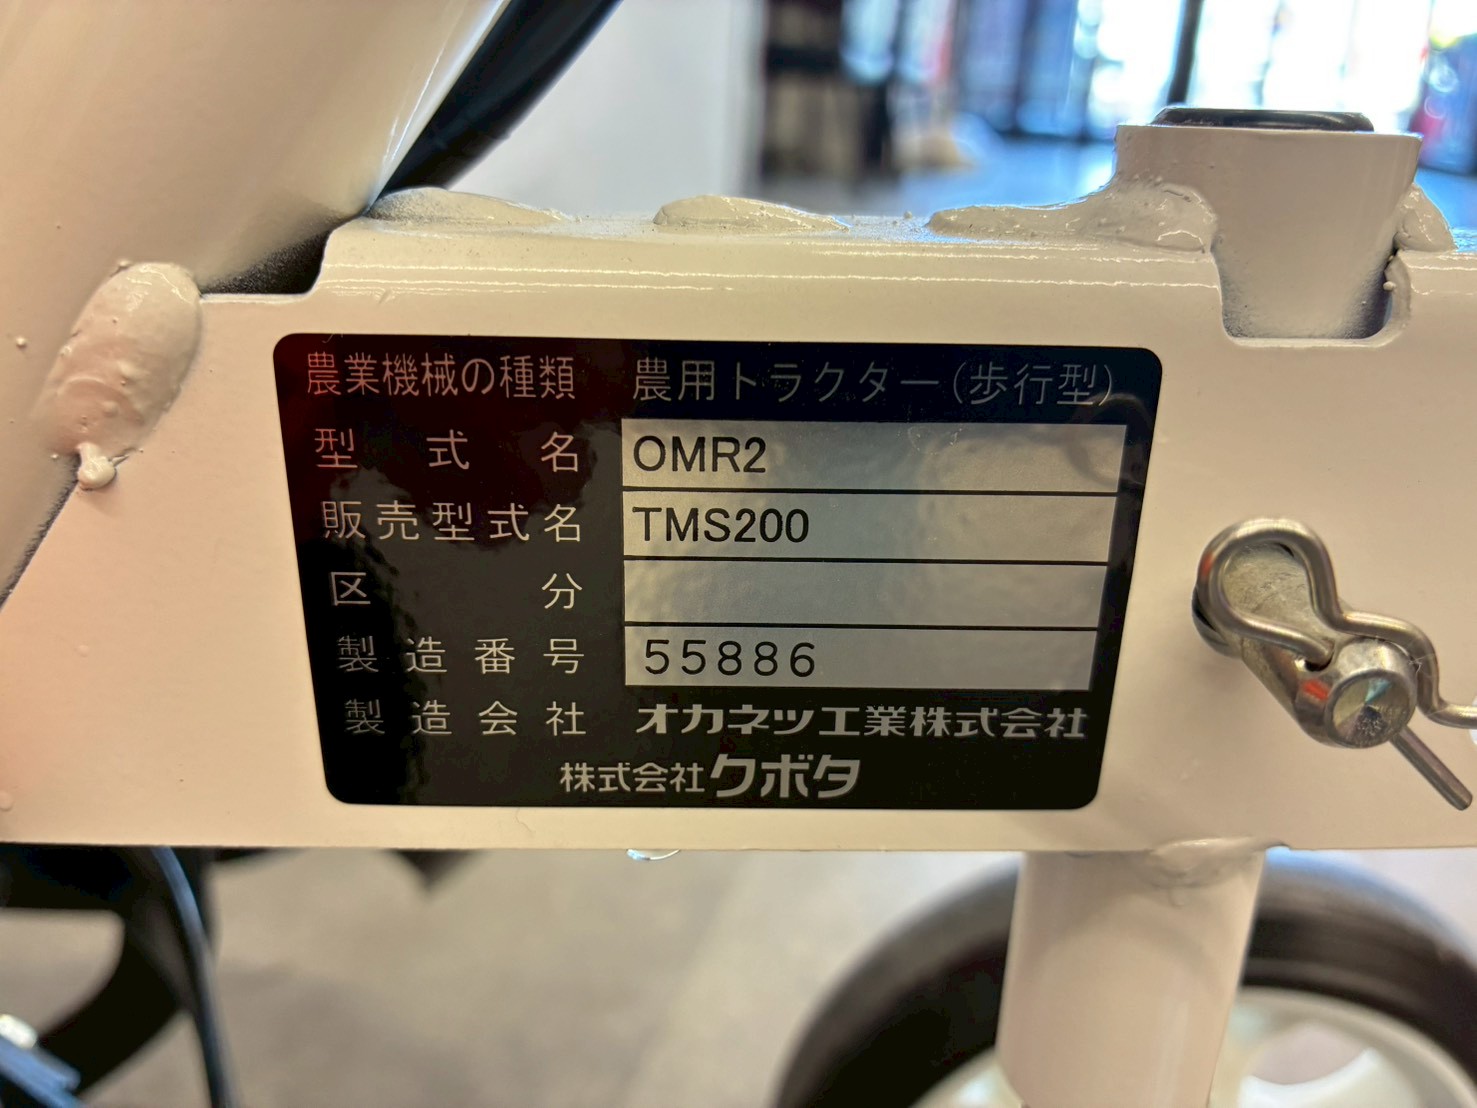 農業機械の種類 農用トラクター(歩行型)
型式名 OMR2
販売型式名 TMS200
区分
製造番号 55886
製造会社 オカネツ工業株式会社
株式会社クボタ